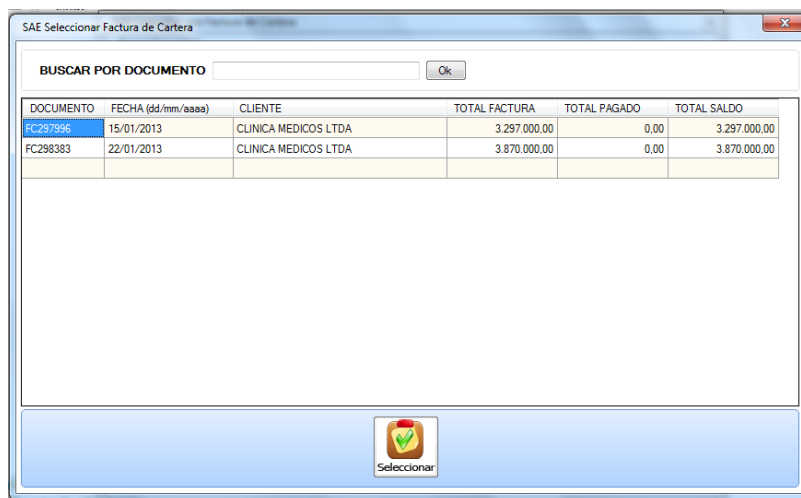 SAE Seleccionar Factura de Cartera
BUSCAR POR DOCUMENTO Ok
DOCUMENTO FECHA (dd/mm/aaaa) CLIENTE TOTAL FACTURA TOTAL PAGADO TOTAL SALDO
FC297996 15/01/2013 CLINICA MEDICOS LTDA 3.297.000,00 0,00 3.297.000,00
FC298383 22/01/2013 CLINICA MEDICOS LTDA 3.870.000,00 0,00 3.870.000,00
Seleccionar